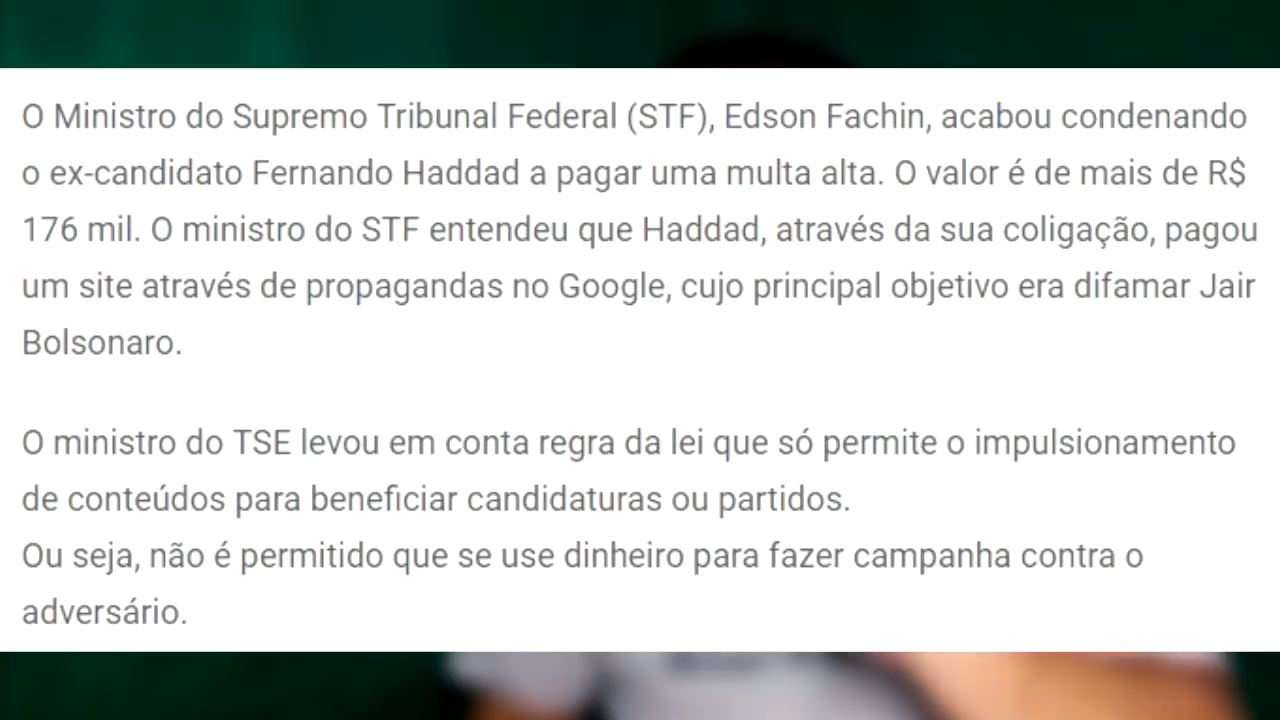 O Ministro do Supremo Tribunal Federal (STF), Edson Fachin, acabou condenando
o ex-candidato Fernando Haddad a pagar uma multa alta. O valor é de mais de R$
176 mil. O ministro do STF entendeu que Haddad, através da sua coligação, pagou
um site através de propagandas no Google, cujo principal objetivo era difamar Jair
Bolsonaro.
O ministro do TSE levou em conta regra da lei que só permite o impulsionamento
de conteúdos para beneficiar candidaturas ou partidos.
Ou seja, não é permitido que se use dinheiro para fazer campanha contra o
adversário.